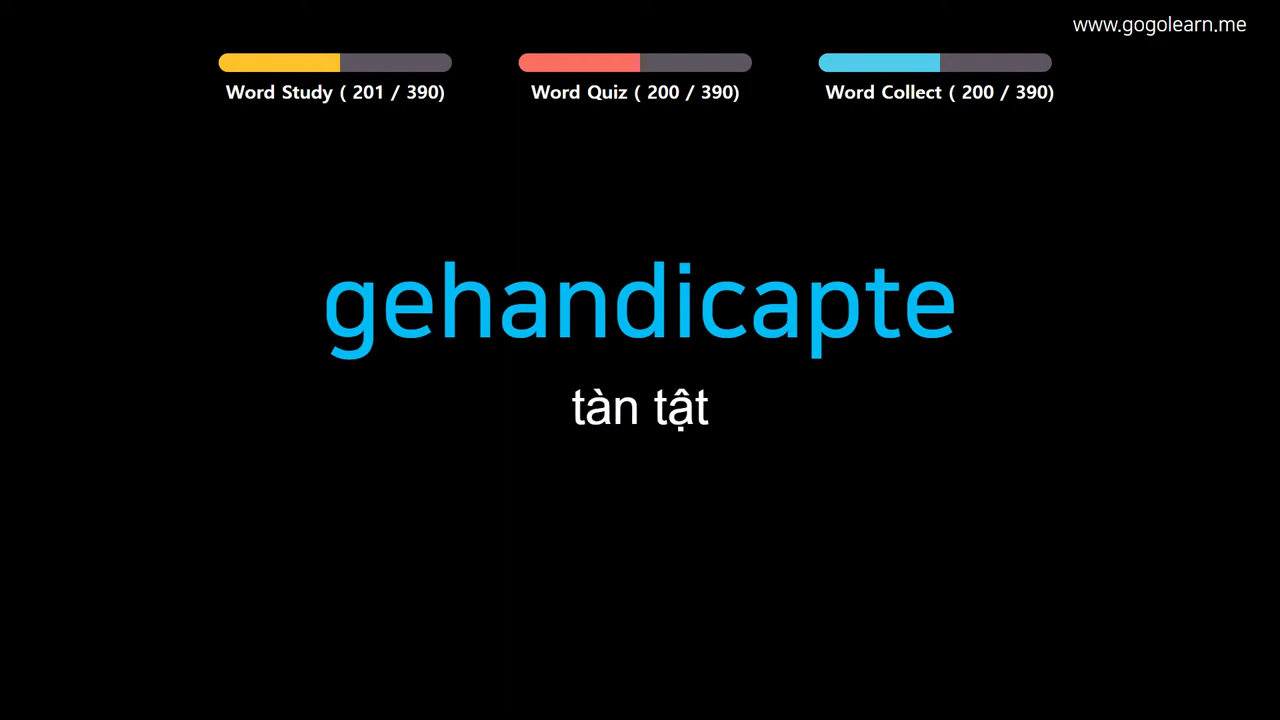 www.gogolearn.me
Word Study ( 201 / 390)
Word Quiz ( 200 / 390)
Word Collect ( 200 / 390)
gehandicapte
tàn tật